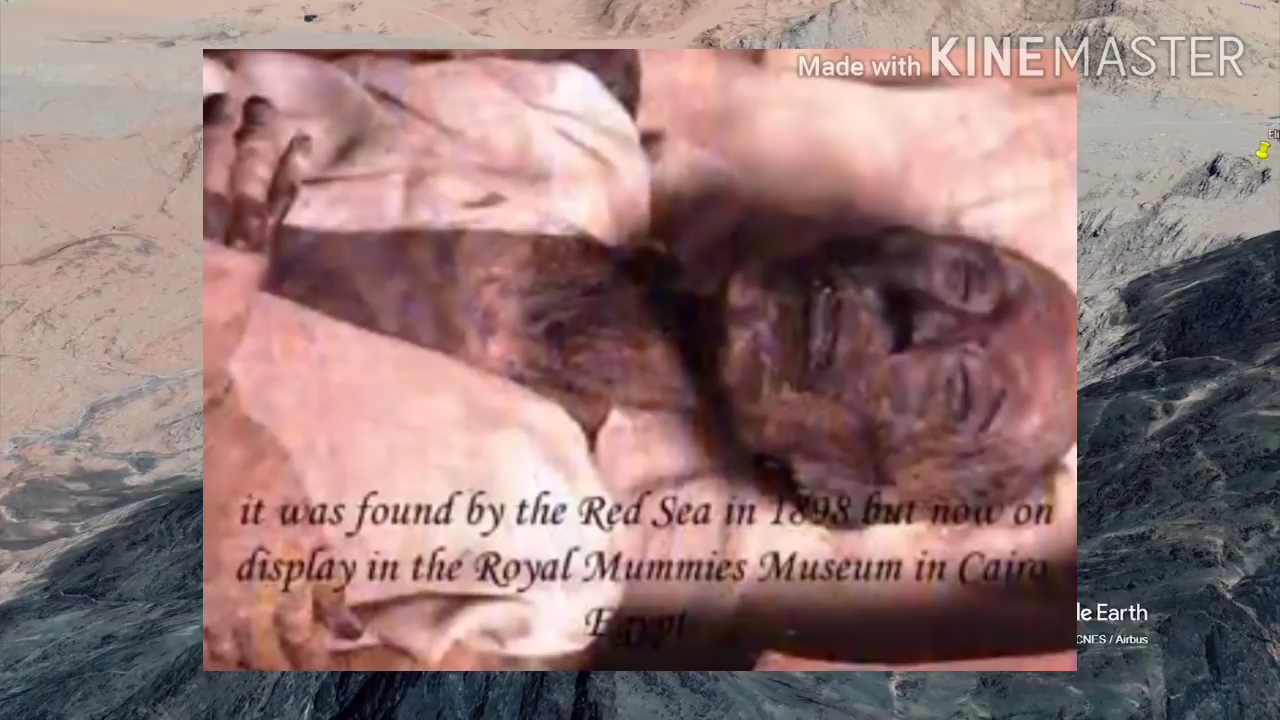 Made with KINEMASTER
El
it was found by the Red Sea in 1898 but now on
display in the Royal Mummies Museum in Cairo
Egypt
le Earth
CNES / Airbus